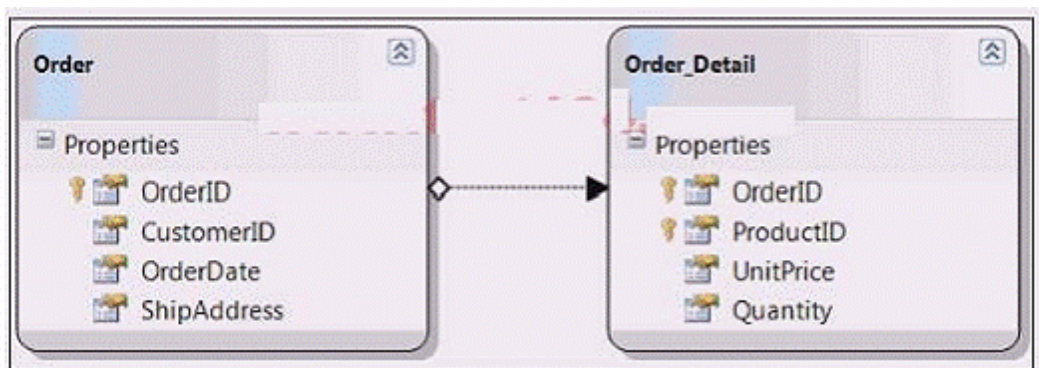 Order
Properties
OrderID
CustomerID
OrderDate
ShipAddress
Order_Detail
Properties
OrderID
ProductID
UnitPrice
Quantity